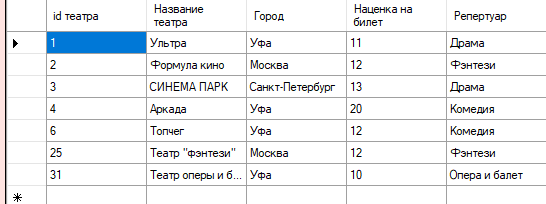 id театра Название театра Город Наценка на билет Репертуар
1 Ультра Уфа 11 Драма
2 Формула кино Москва 12 Фэнтези
3 СИНЕМА ПАРК Санкт-Петербург 13 Драма
4 Аркада Уфа 20 Комедия
6 Топчег Уфа 12 Комедия
25 Театр "Фэнтези" Москва 12 Фэнтези
31 Театр оперы и б... Уфа 10 Опера и балет